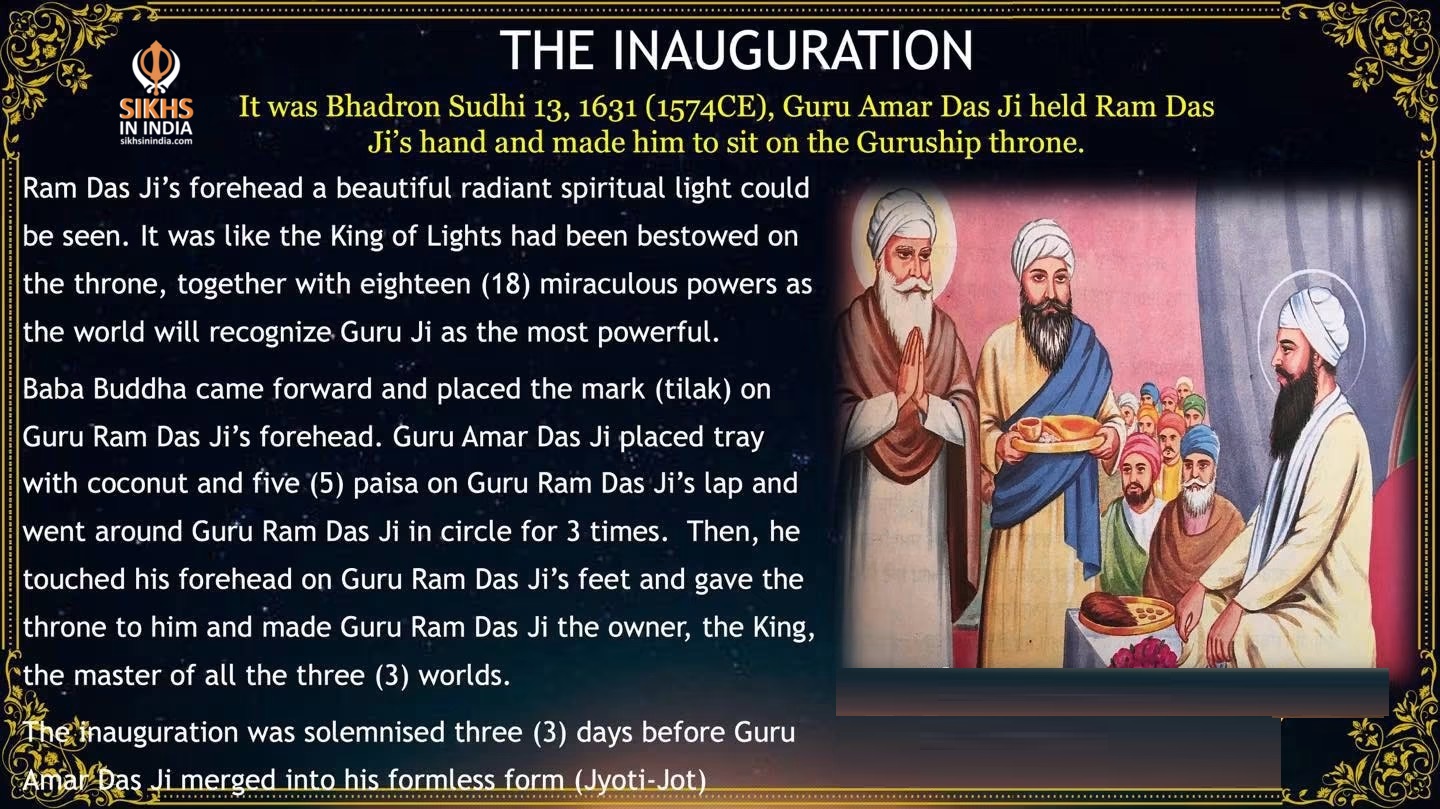 THE INAUGURATION
SIKHS
IN INDIA
sikhsinindia.com
It was Bhadron Sudhi 13, 1631 (1574CE), Guru Amar Das Ji held Ram Das
Ji’s hand and made him to sit on the Guruship throne.
Ram Das Ji’s forehead a beautiful radiant spiritual light could
be seen. It was like the King of Lights had been bestowed on
the throne, together with eighteen (18) miraculous powers as
the world will recognize Guru Ji as the most powerful.
Baba Buddha came forward and placed the mark (tilak) on
Guru Ram Das Ji’s forehead. Guru Amar Das Ji placed tray
with coconut and five (5) paisa on Guru Ram Das Ji’s lap and
went around Guru Ram Das Ji in circle for 3 times.  Then, he
touched his forehead on Guru Ram Das Ji’s feet and gave the
throne to him and made Guru Ram Das Ji the owner, the King,
the master of all the three (3) worlds.
The inauguration was solemnised three (3) days before Guru
Amar Das Ji merged into his formless form (Jyoti-Jot)